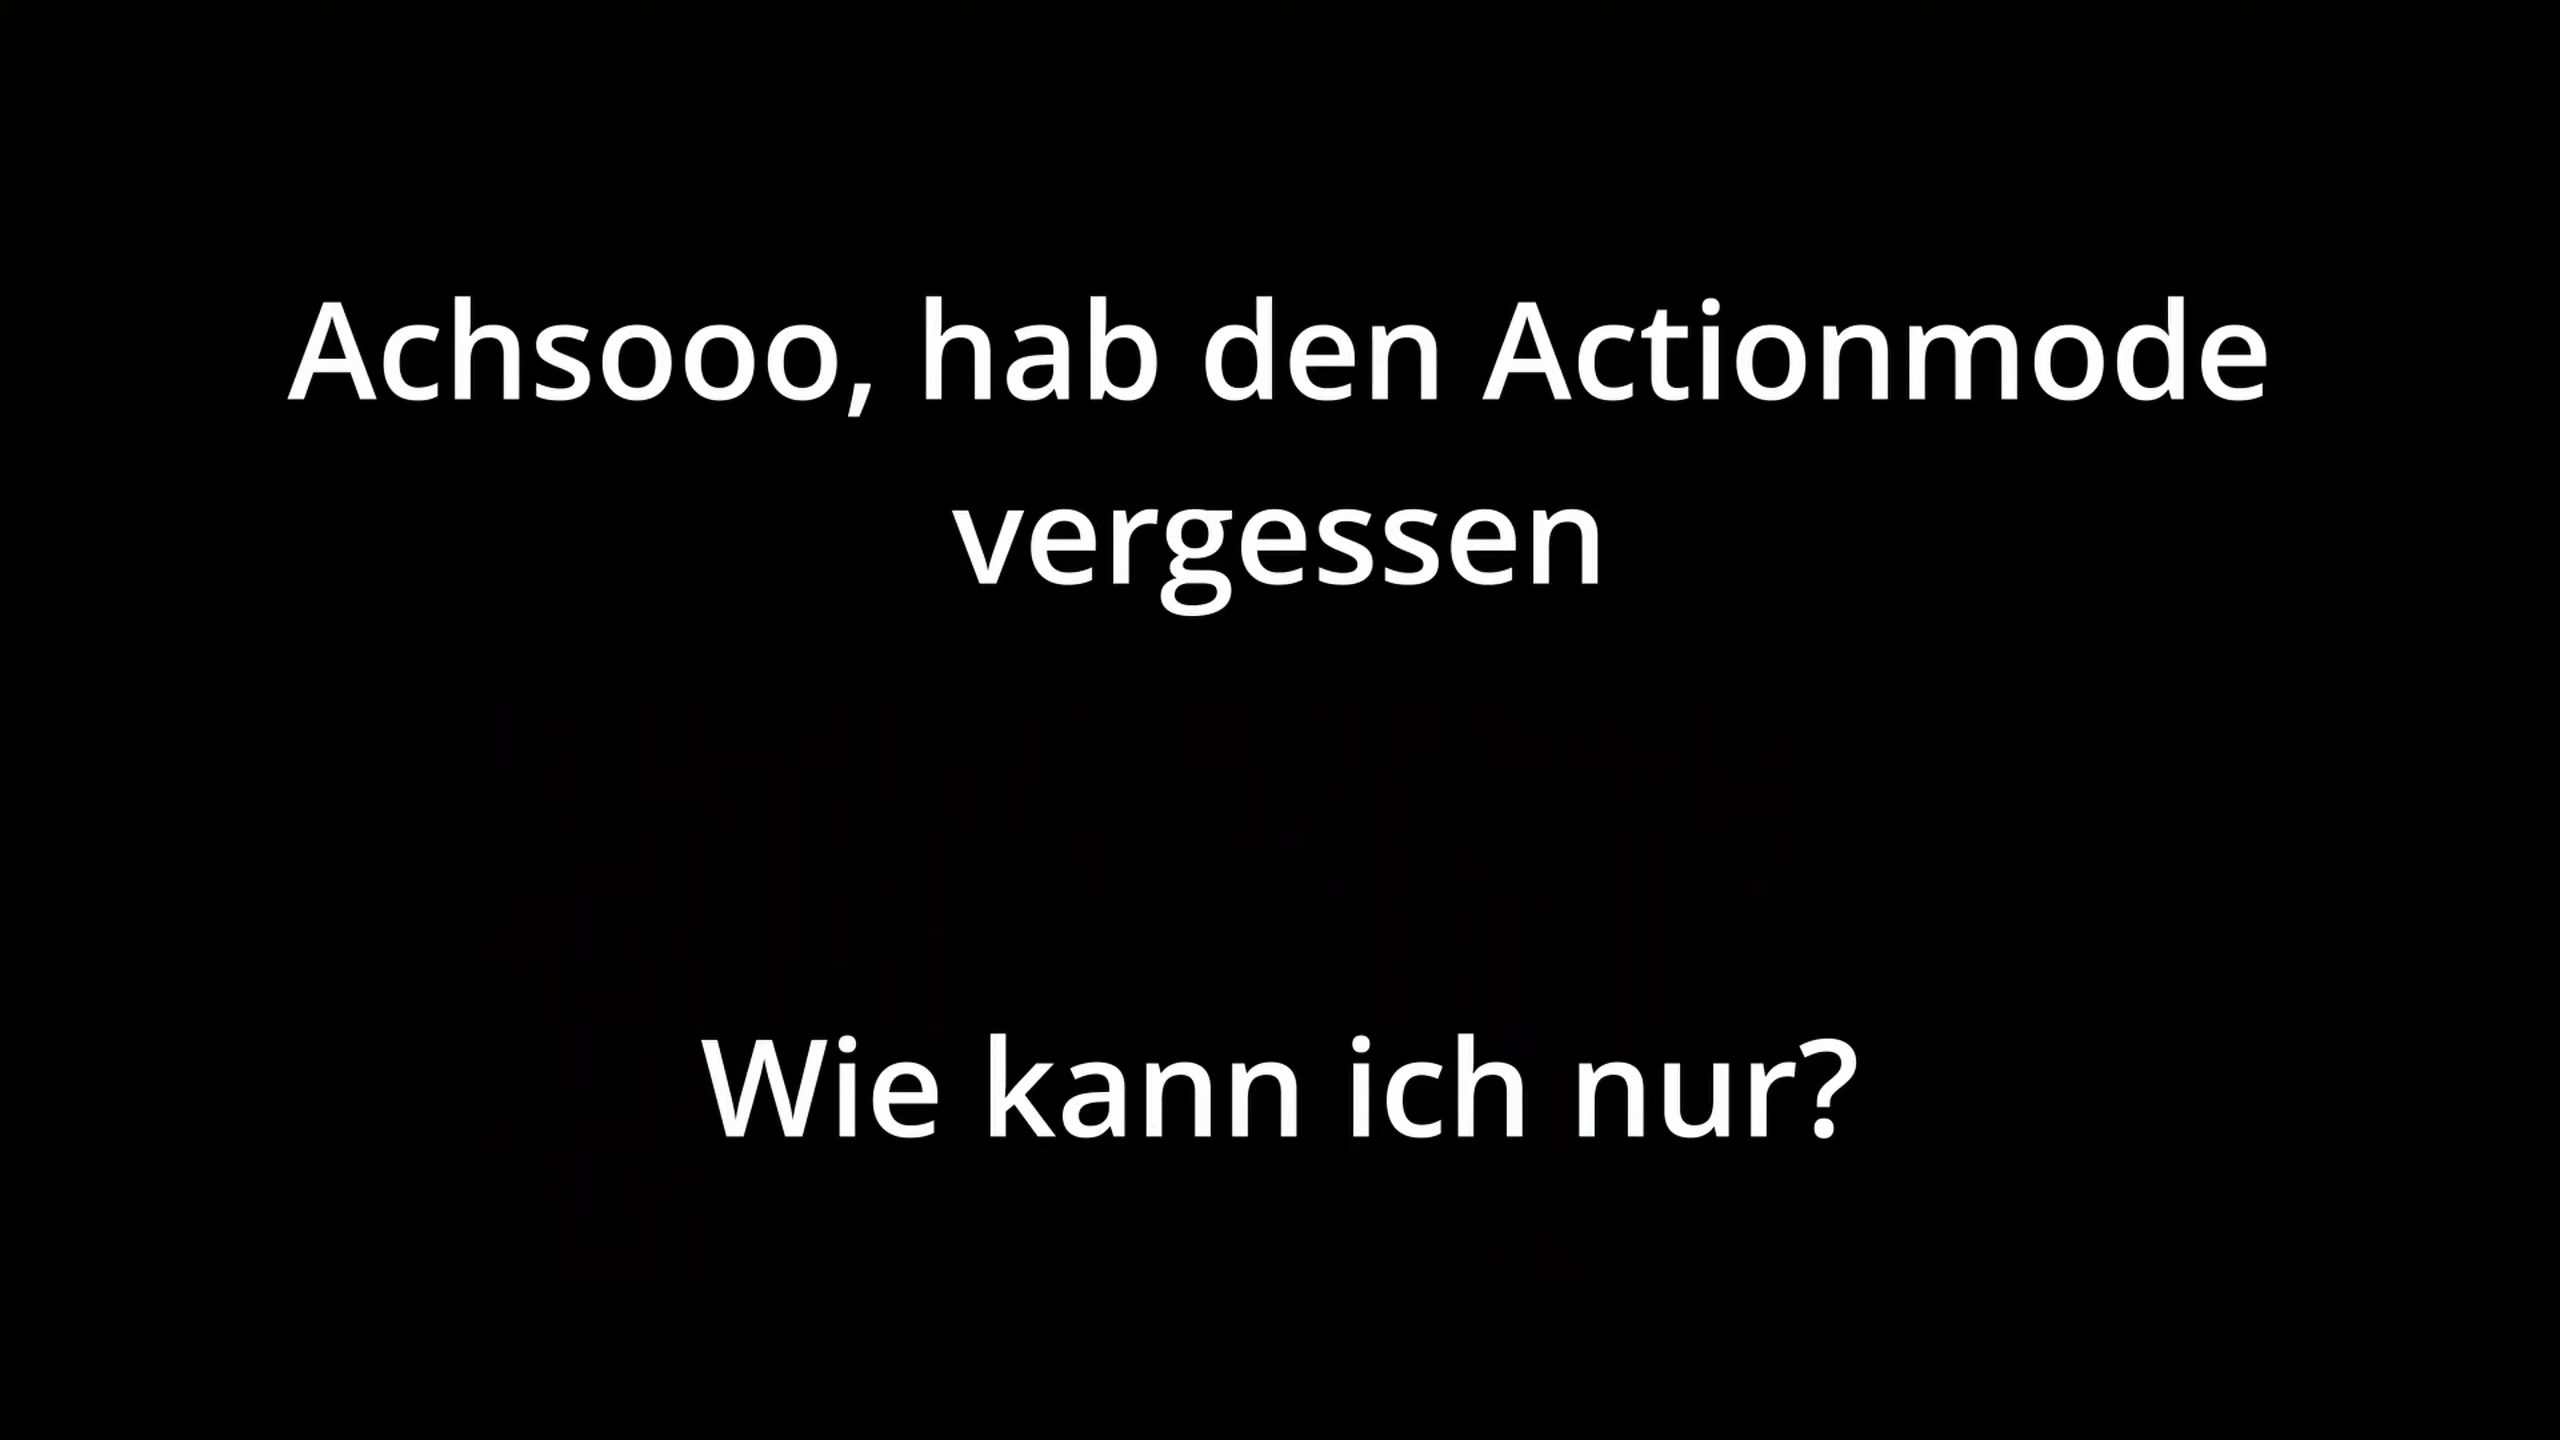 Achsooo, hab den Actionmode
vergessen
Wie kann ich nur?